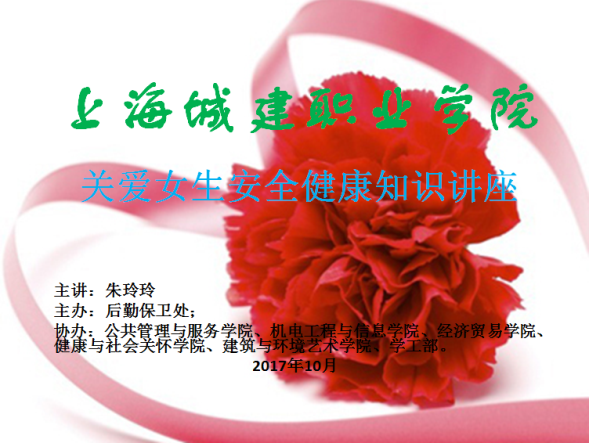 上海城建职业学院
关爱女生安全健康知识讲座
主讲：朱玲玲
主办：后勤保卫处；
协办：公共管理与服务学院、机电工程与信息学院、经济贸易学院、
健康与社会关怀学院、建筑与环境艺术学院、学工部。
2017年10月